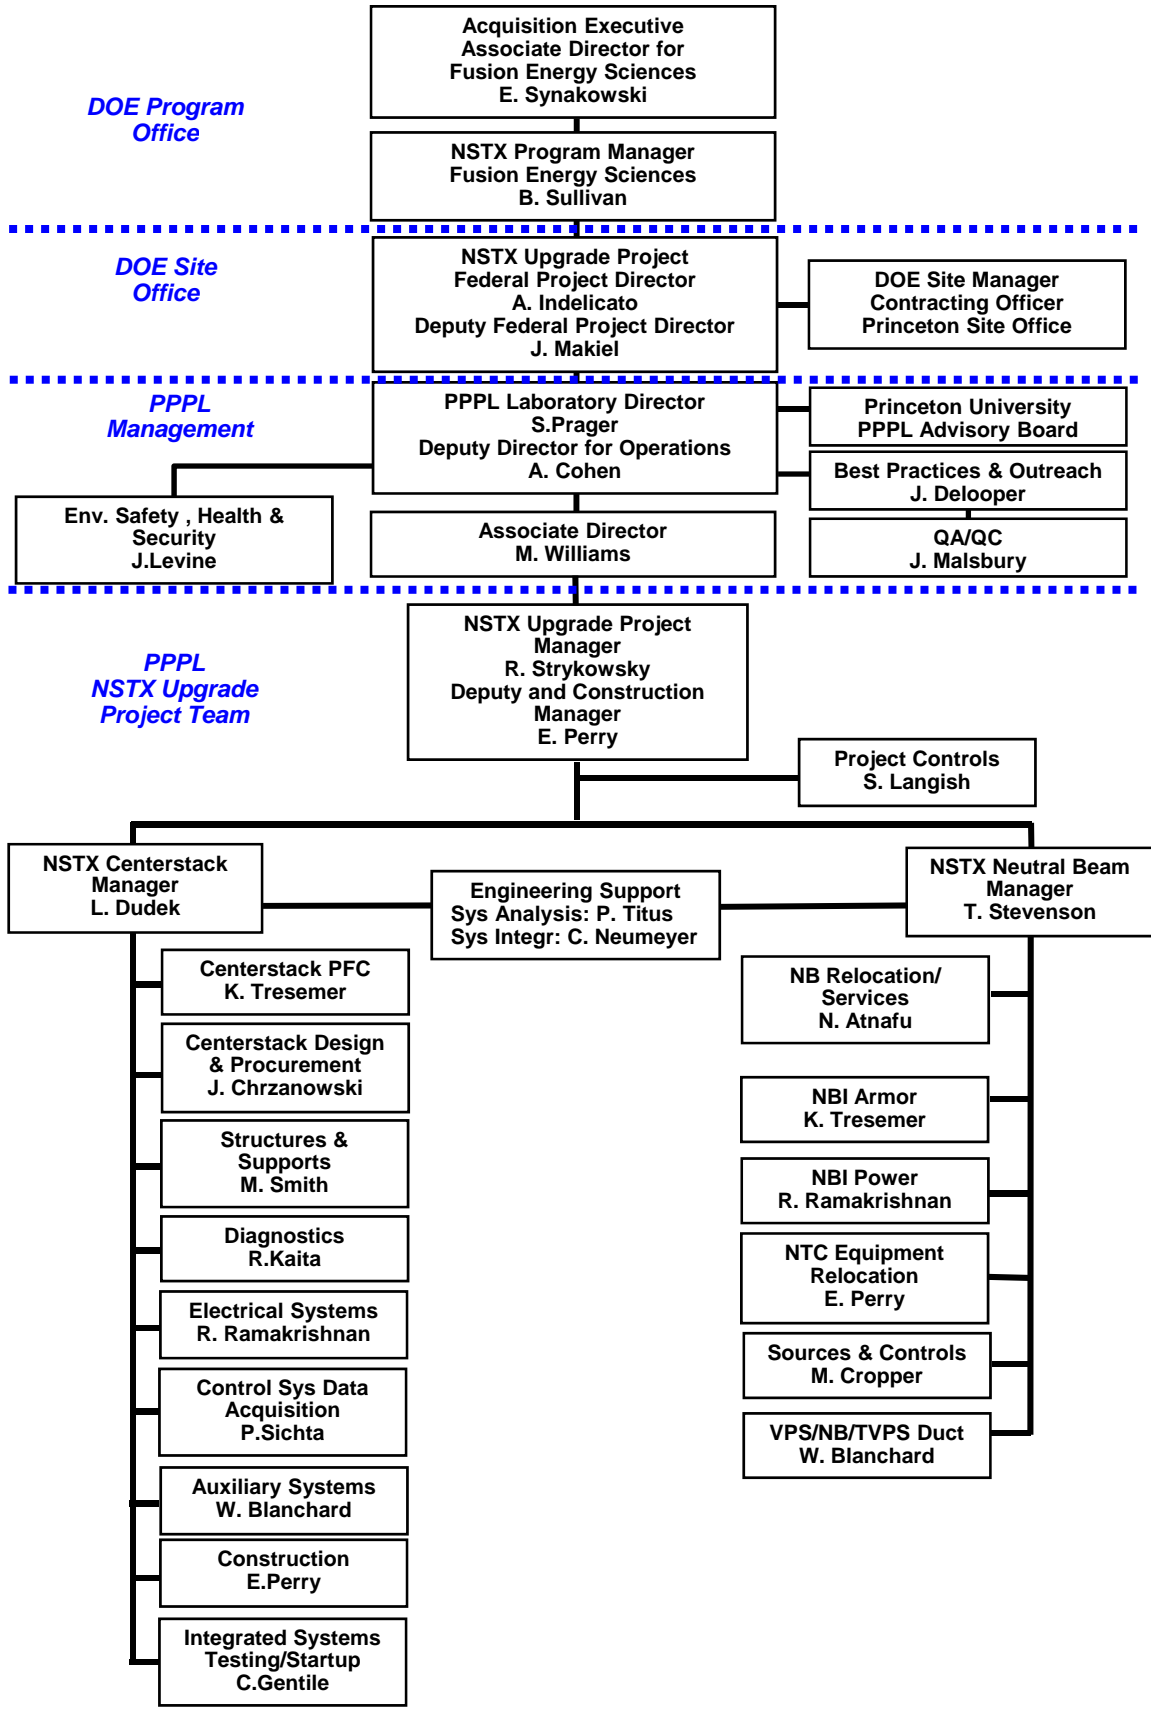 Acquisition Executive
Associate Director for
Fusion Energy Sciences
E. Synakowski
DOE Program
Office
NSTX Program Manager
Fusion Energy Sciences
B. Sullivan
DOE Site
Office
NSTX Upgrade Project
Federal Project Director
A. Indelicato
Deputy Federal Project Director
J. Makiel
DOE Site Manager
Contracting Officer
Princeton Site Office
PPPL
Management
PPPL Laboratory Director
S.Prager
Deputy Director for Operations
A. Cohen
Princeton University
PPPL Advisory Board
Best Practices & Outreach
J. Delooper
Env. Safety , Health &
Security
J.Levine
Associate Director
M. Williams
QA/QC
J. Malsbury
PPPL
NSTX Upgrade
Project Team
NSTX Upgrade Project
Manager
R. Strykowsky
Deputy and Construction
Manager
E. Perry
Project Controls
S. Langish
NSTX Centerstack
Manager
L. Dudek
Engineering Support
Sys Analysis: P. Titus
Sys Integr: C. Neumeyer
NSTX Neutral Beam
Manager
T. Stevenson
Centerstack PFC
K. Tresemer
Centerstack Design
& Procurement
J. Chrzanowski
Structures &
Supports
M. Smith
Diagnostics
R.Kaita
Electrical Systems
R. Ramakrishnan
Control Sys Data
Acquisition
P.Sichta
Auxiliary Systems
W. Blanchard
Construction
E.Perry
Integrated Systems
Testing/Startup
C.Gentile
NB Relocation/
Services
N. Atnafu
NBI Armor
K. Tresemer
NBI Power
R. Ramakrishnan
NTC Equipment
Relocation
E. Perry
Sources & Controls
M. Cropper
VPS/NB/TVPS Duct
W. Blanchard